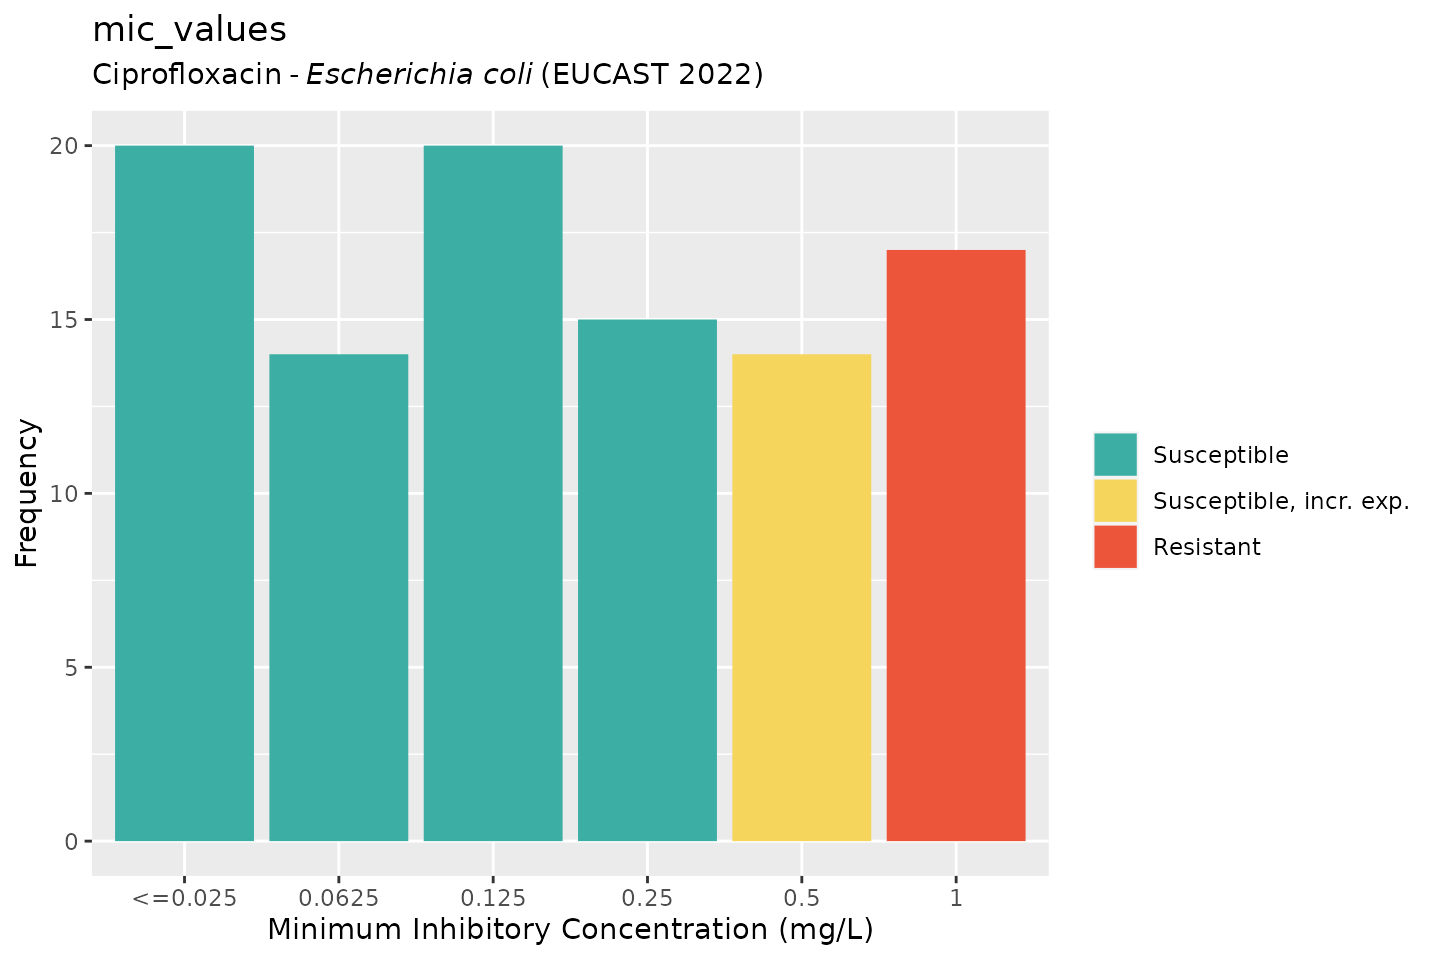 mic_values
Ciprofloxacin - Escherichia coli (EUCAST 2022)
Frequency
20
15
10
5
0
<=0.025 0.0625 0.125 0.25 0.5 1
Minimum Inhibitory Concentration (mg/L)
Susceptible
Susceptible, incr. exp.
Resistant